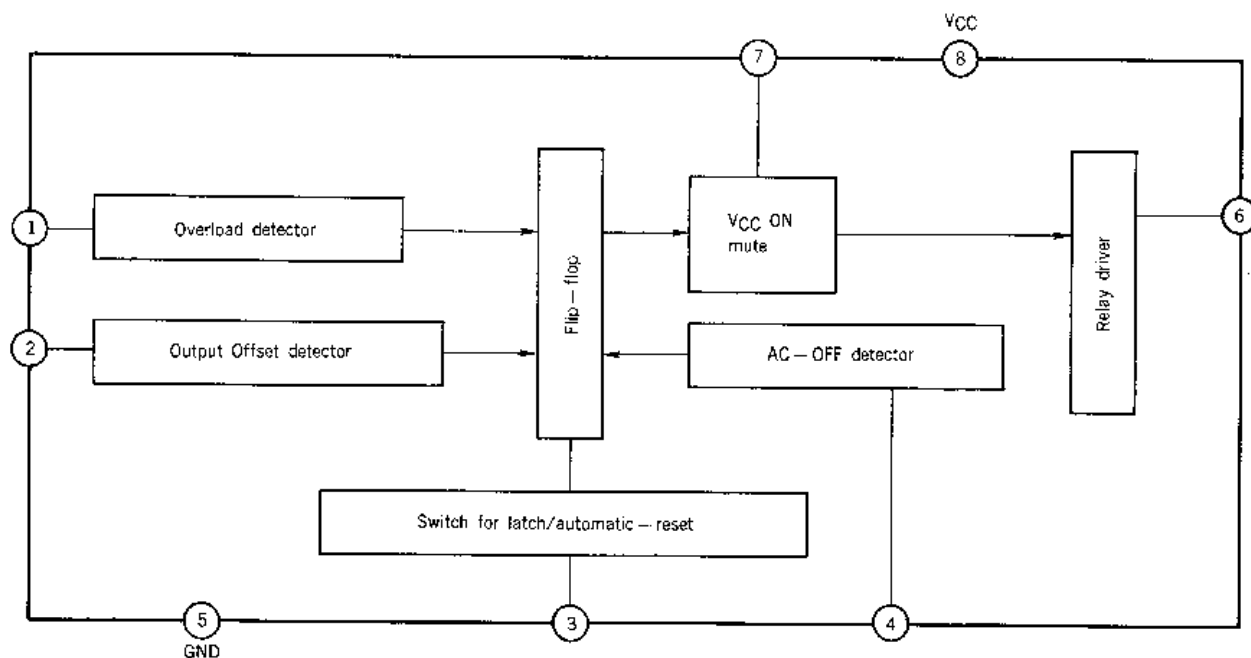 VCC
7
8
1
Overload detector
Flip-flop
VCC ON
mute
Relay driver
6
2
Output Offset detector
AC-OFF detector
Switch for latch/automatic-reset
5
GND
3
4